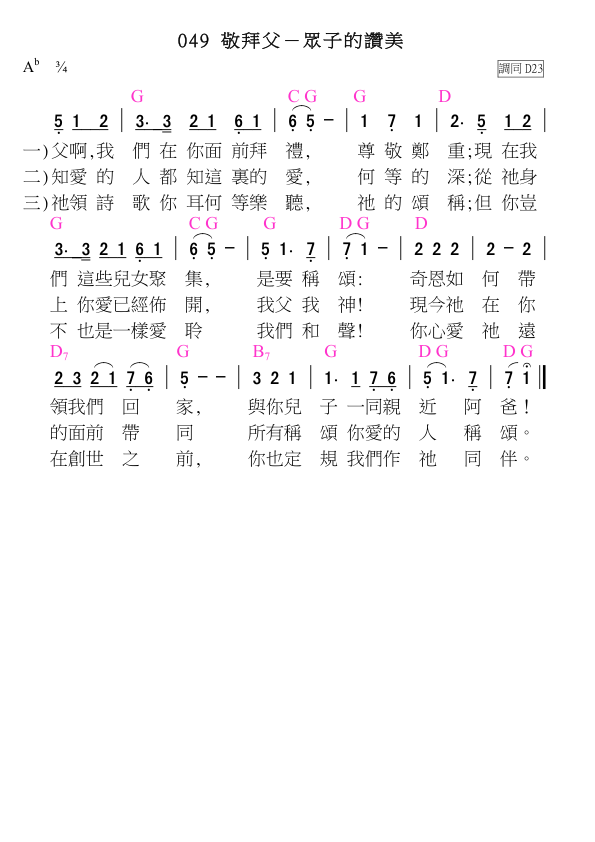 049 敬拜父－眾子的讚美
A♭ ¾ 調同 D23
G C G G D
5 1 2 | 3· 3 2 1 6 1 | 6 5 － | 1 7 1 | 2· 5 1 2 |
一)父啊,我 們 在 你面 前拜 禮, 尊 敬 鄭 重;現 在我
二)知愛 的 人 都 知這 裏的 愛, 何 等 的 深;從 祂身
三)祂領 詩 歌 你 耳何 等樂 聽, 祂 的 頌 稱;但 你豈
G C G G D G D
3· 3 2 1 6 1 | 6 5 － | 5 1· 7 | 7 1 － | 2 2 2 | 2 － 2 |
們 這些兒女聚 集, 是要 稱 頌: 奇恩如 何 帶
上 你愛已經佈 開, 我父 我 神! 現今祂 在 你
不 也是一樣愛 聆 我們 和 聲! 你心愛 祂 遠
D7 G B7 G D G D G
2 3 2 1 7 6 | 5 － － | 3 2 1 | 1· 1 7 6 | 5 1· 7 | 7 1 ‖
領我們 回 家, 與你兒 子 一同親 近 阿 爸!
的面前 帶 同 所有稱 頌 你愛的 人 稱 頌。
在創世 之 前, 你也定 規 我們作 祂 同 伴。